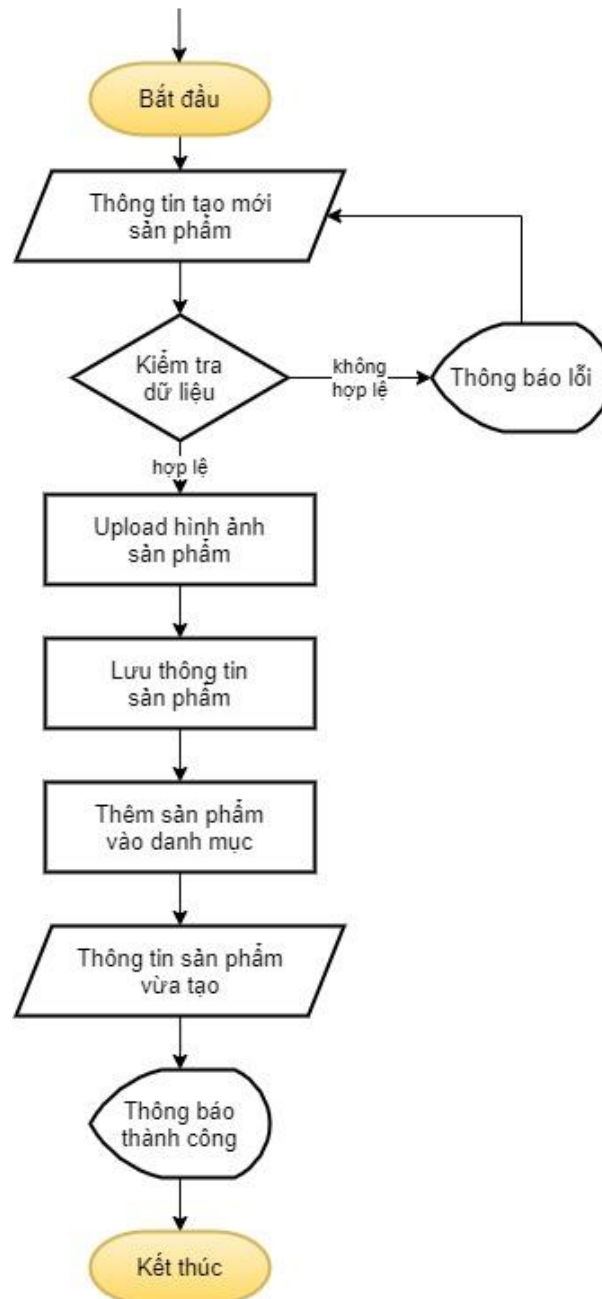 Bắt đầu
Thông tin tạo mới
sản phẩm
Kiểm tra
dữ liệu
không
hợp lệ
Thông báo lỗi
hợp lệ
Upload hình ảnh
sản phẩm
Lưu thông tin
sản phẩm
Thêm sản phẩm
vào danh mục
Thông tin sản phẩm
vừa tạo
Thông báo
thành công
Kết thúc